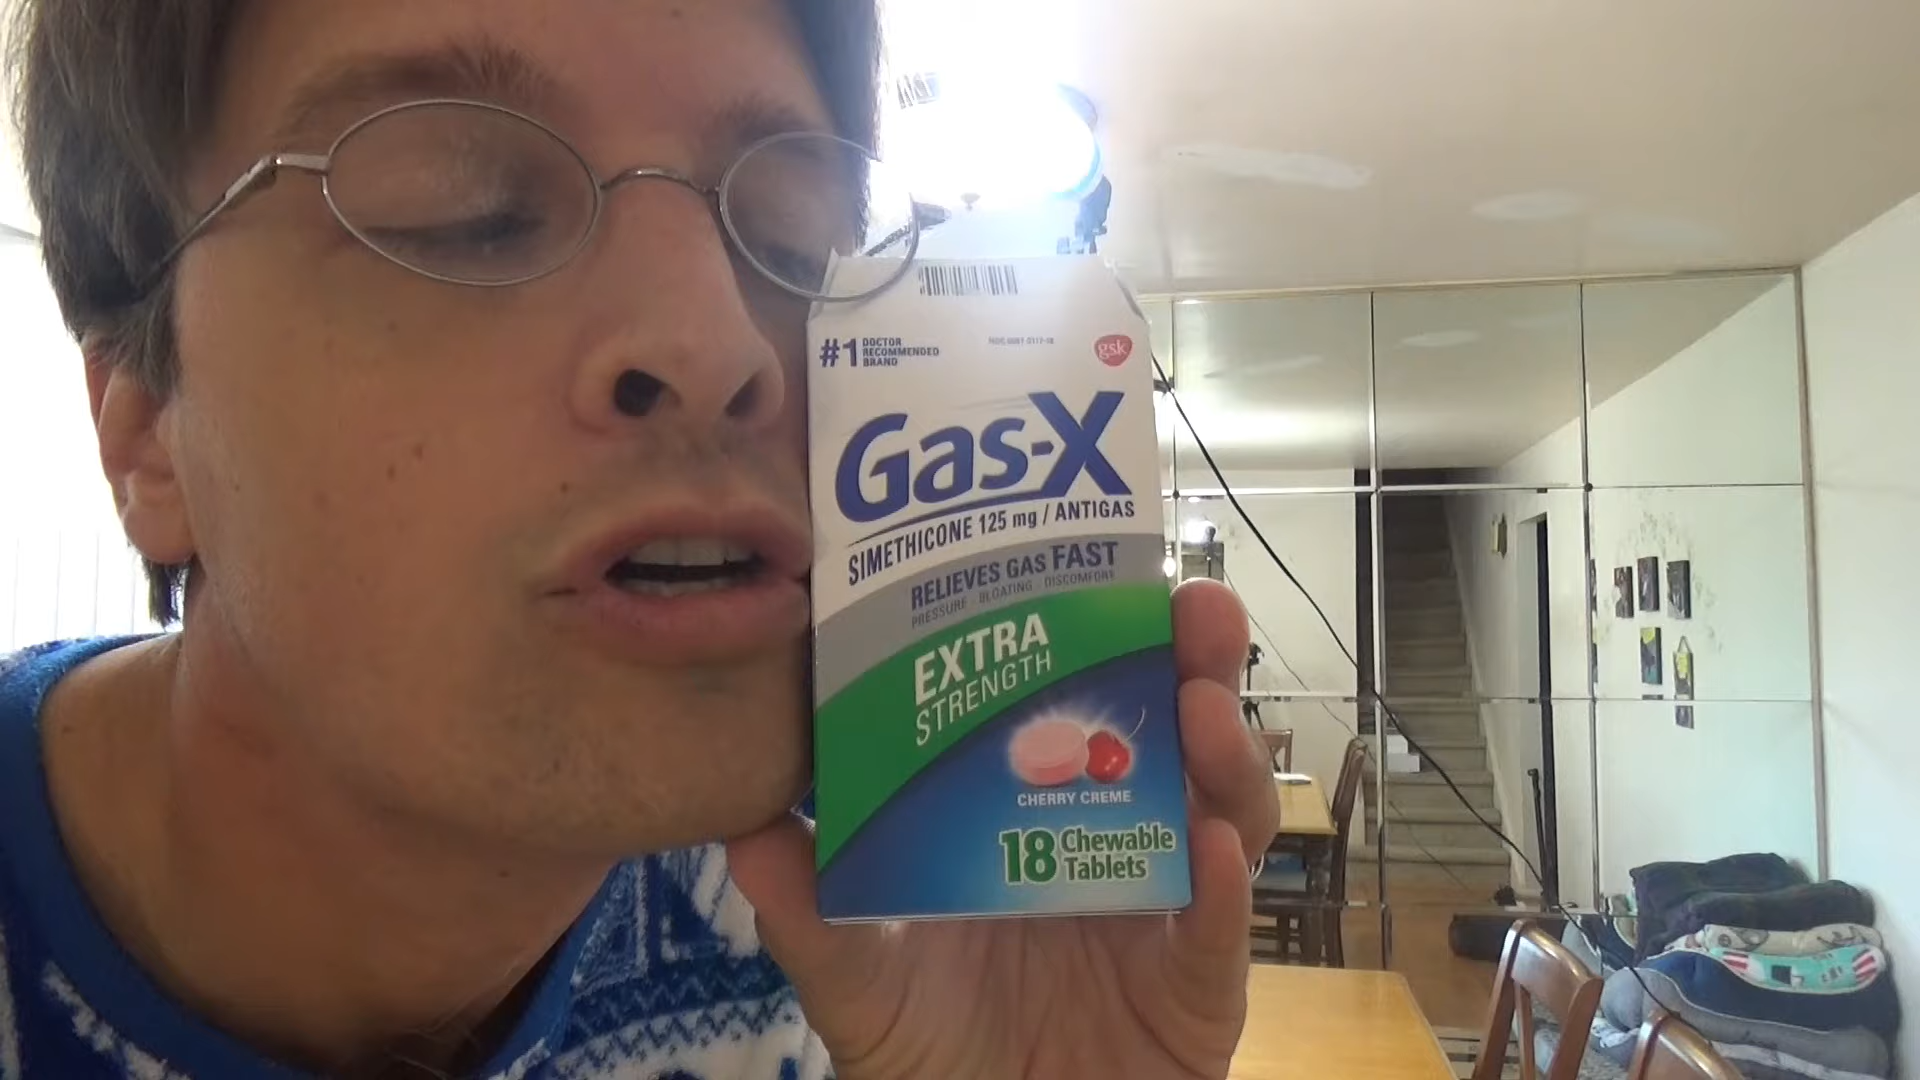 #1 DOCTOR
RECOMMENDED
BRAND
gsk
Gas-X
SIMETHICONE 125 mg / ANTIGAS
RELIEVES GAS FAST
PRESSURE - BLOATING - DISCOMFORT
EXTRA
STRENGTH
CHERRY CREME
18 Chewable
Tablets